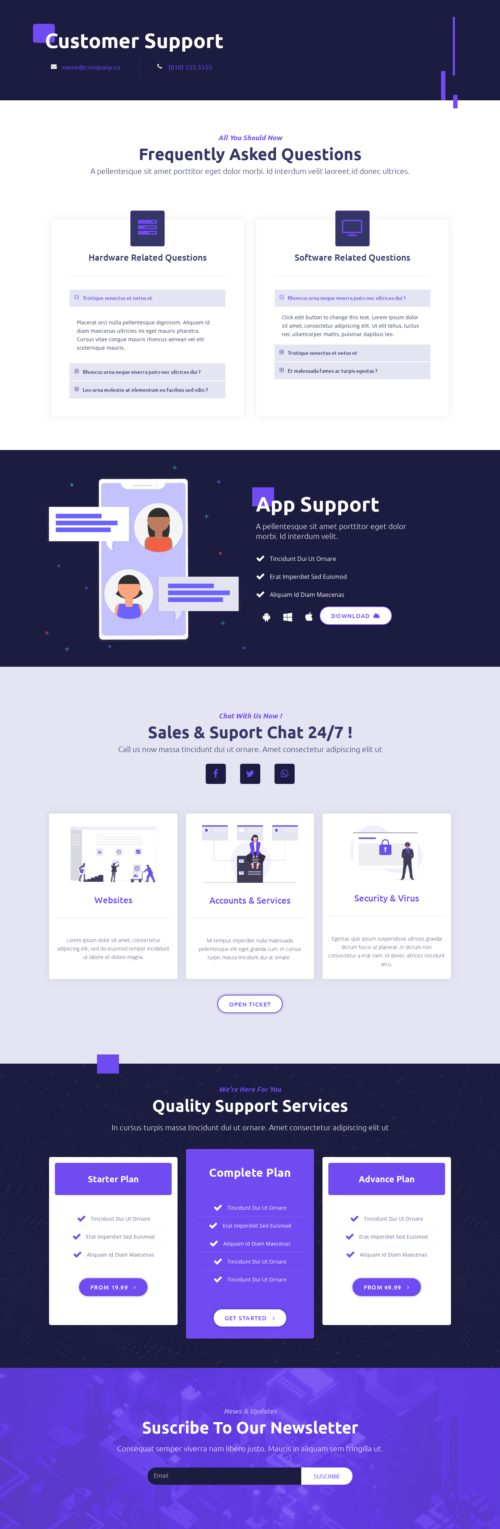 Customer Support
name@company.co
(818) 555 5555
All You Should Now
Frequently Asked Questions
A pellentesque sit amet porttitor eget dolor morbi. Id interdum velit laoreet id donec ultrices.
Hardware Related Questions
Tristique senectus et netus et
Placerat orci nulla pellentesque dignissim. Aliquam id
diam maecenas ultricies mi eget mauris pharetra.
Cursus vitae congue mauris rhoncus aenean vel elit
scelerisque mauris.
Rhoncus urna neque viverra justo nec ultrices dui ?
Leo urna molestie at elementum eu facilisis sed odio ?
Software Related Questions
Rhoncus urna neque viverra justo nec ultrices dui ?
Click edit button to change this text. Lorem ipsum dolor
sit amet, consectetur adipiscing elit. Ut elit tellus, luctus
nec ullamcorper mattis, pulvinar dapibus leo.
Tristique senectus et netus et
Et malesuada fames ac turpis egestas ?
App Support
A pellentesque sit amet porttitor eget dolor
morbi. Id interdum velit.
Tincidunt Dui Ut Ornare
Erat Imperdiet Sed Euismod
Aliquam Id Diam Maecenas
DOWNLOAD
Chat With Us Now !
Sales & Suport Chat 24/7 !
Call us now massa tincidunt dui ut ornare. Amet consectetur adipiscing elit ut
Websites
Lorem ipsum dolor sit amet, consectetur
adipiscing elit, sed do eiusmod tempor incididunt
ut labore et dolore magna.
Accounts & Services
Mi tempus imperdiet nulla malesuada
pellentesque elit eget gravida cum. In cursus
turpis massa tincidunt dui ut ornare.
Security & Virus
Egestas quis ipsum suspendisse ultrices gravida
dictum fusce ut placerat. In dictum non
consectetur a erat nam. Id donec ultrices tincidunt
arcu.
OPEN TICKET
We're Here For You
Quality Support Services
In cursus turpis massa tincidunt dui ut ornare. Amet consectetur adipiscing elit ut
Starter Plan
Tincidunt Dui Ut Ornare
Erat Imperdiet Sed Euismod
Aliquam Id Diam Maecenas
FROM 19.99
Complete Plan
Tincidunt Dui Ut Ornare
Erat Imperdiet Sed Euismod
Aliquam Id Diam Maecenas
Tincidunt Dui Ut Ornare
Tincidunt Dui Ut Ornare
GET STARTED
Advance Plan
Tincidunt Dui Ut Ornare
Erat Imperdiet Sed Euismod
Aliquam Id Diam Maecenas
FROM 49.99
News & Updates
Suscribe To Our Newsletter
Consequat semper viverra nam libero justo. Mauris in aliquam sem fringilla ut.
Email
SUSCRIBE